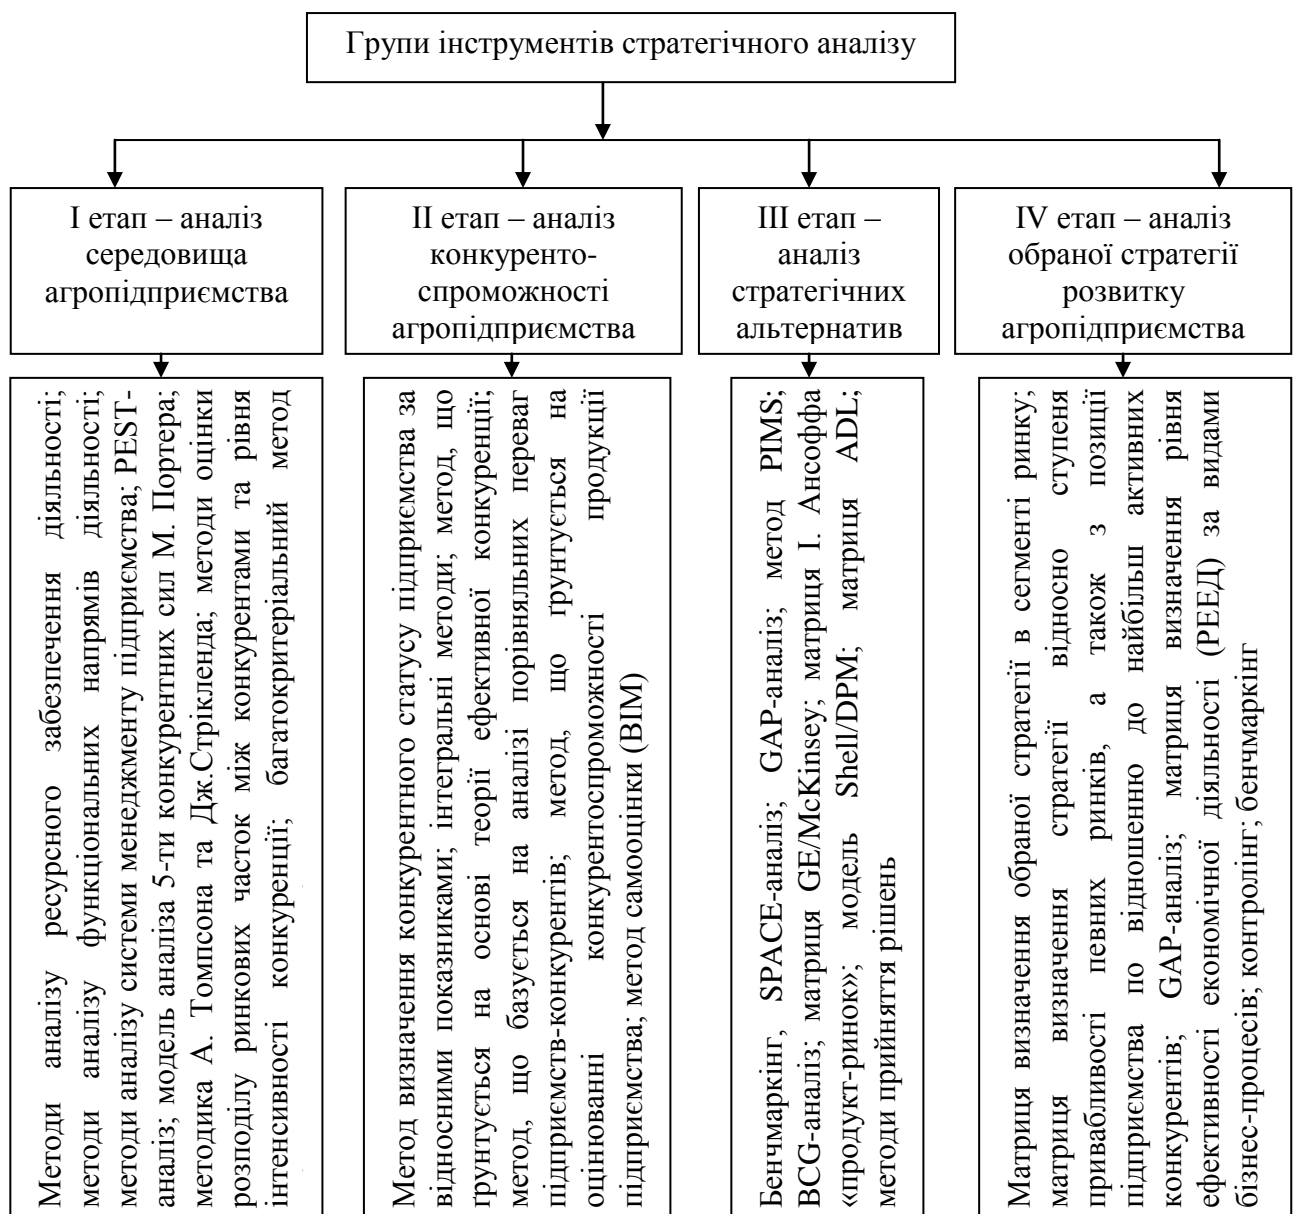 Групи інструментів стратегічного аналізу
І етап – аналіз
середовища
агропідприємства
ІІ етап – аналіз
конкуренто-
спроможності
агропідприємства
ІІІ етап –
аналіз
стратегічних
альтернатив
IV етап – аналіз
обраної стратегії
розвитку
агропідприємства
Методи аналізу ресурсного забезпечення діяльності;
методи аналізу функціональних напрямів діяльності;
методи аналізу системи менеджменту підприємства; PEST-
аналіз; модель аналіза 5-ти конкурентних сил М. Портера;
методика А. Томпсона та Дж.Стрікленда; методи оцінки
розподілу ринкових часток між конкурентами та рівня
інтенсивності конкуренції; багатокритеріальний метод
Метод визначення конкурентного статусу підприємства за
відносними показниками; інтегральні методи; метод, що
ґрунтується на основі теорії ефективної конкуренції;
метод, що базується на аналізі порівняльних переваг
підприємств-конкурентів; метод, що ґрунтується на
оцінюванні конкурентоспроможності продукції
підприємства; метод самооцінки (BIM)
Бенчмаркінг, SPACE-аналіз; GAP-аналіз; метод PIMS;
BCG-аналіз; матриця GE/McKinsey; матриця І. Ансоффа
«продукт-ринок»; модель Shell/DPM; матриця ADL;
методи прийняття рішень
Матриця визначення обраної стратегії в сегменті ринку;
матриця визначення стратегії відносно ступеня
привабливості певних ринків, а також з позиції
підприємства по відношенню до найбільш активних
конкурентів; GAP-аналіз; матриця визначення рівня
ефективності економічної діяльності (РЕЕД) за видами
бізнес-процесів; контролінг; бенчмаркінг